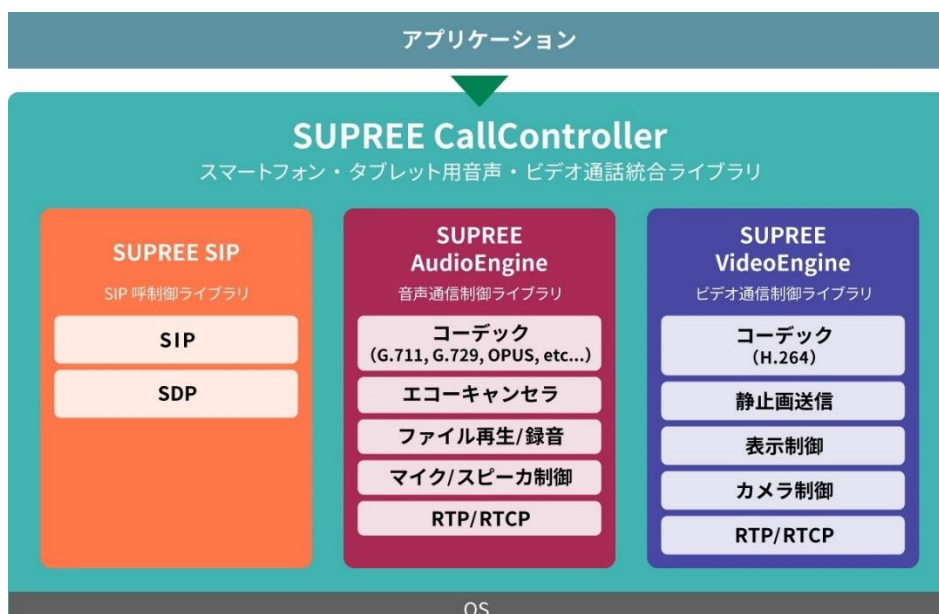 アプリケーション
SUPREE CallController
スマートフォン・タブレット用音声・ビデオ通話統合ライブラリ
SUPREE SIP
SIP 呼制御ライブラリ
SIP
SDP
SUPREE
AudioEngine
音声通信制御ライブラリ
コーデック
(G.711, G.729, OPUS, etc...)
エコーキャンセラ
ファイル再生/録音
マイク/スピーカ制御
RTP/RTCP
SUPREE
VideoEngine
ビデオ通信制御ライブラリ
コーデック
(H.264)
静止画送信
表示制御
カメラ制御
RTP/RTCP
OS